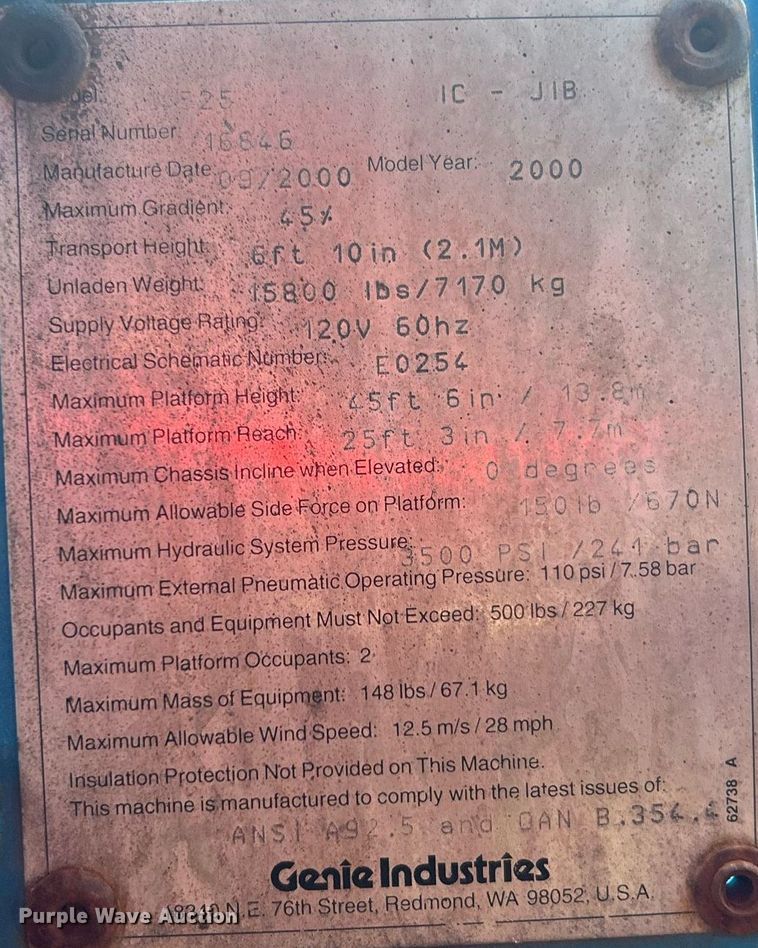 525 IC - JIB
Serial Number: 16846
Manufacture Date: 09/2000 Model Year: 2000
Maximum Gradient: 45%
Transport Height: 6ft 10in (2.1M)
Unladen Weight: 15800 lbs/7170 kg
Supply Voltage Rating: 120V 60hz
Electrical Schematic Number: E0254
Maximum Platform Height: 45ft 6in / 13.8m
Maximum Platform Reach: 25ft 3in / 7.7m
Maximum Chassis Incline when Elevated: 0 degrees
Maximum Allowable Side Force on Platform: 150lb /670N
Maximum Hydraulic System Pressure: 3500 PSI /241 bar
Maximum External Pneumatic Operating Pressure: 110 psi / 7.58 bar
Occupants and Equipment Must Not Exceed: 500 lbs / 227 kg
Maximum Platform Occupants: 2
Maximum Mass of Equipment: 148 lbs / 67.1 kg
Maximum Allowable Wind Speed: 12.5 m/s / 28 mph
Insulation Protection Not Provided on This Machine.
This machine is manufactured to comply with the latest issues of:
ANSI A92.5 and CAN B.354.4
62738 A
Genie Industries
18340 N.E. 76th Street, Redmond, WA 98052, U.S.A.
Purple Wave Auction